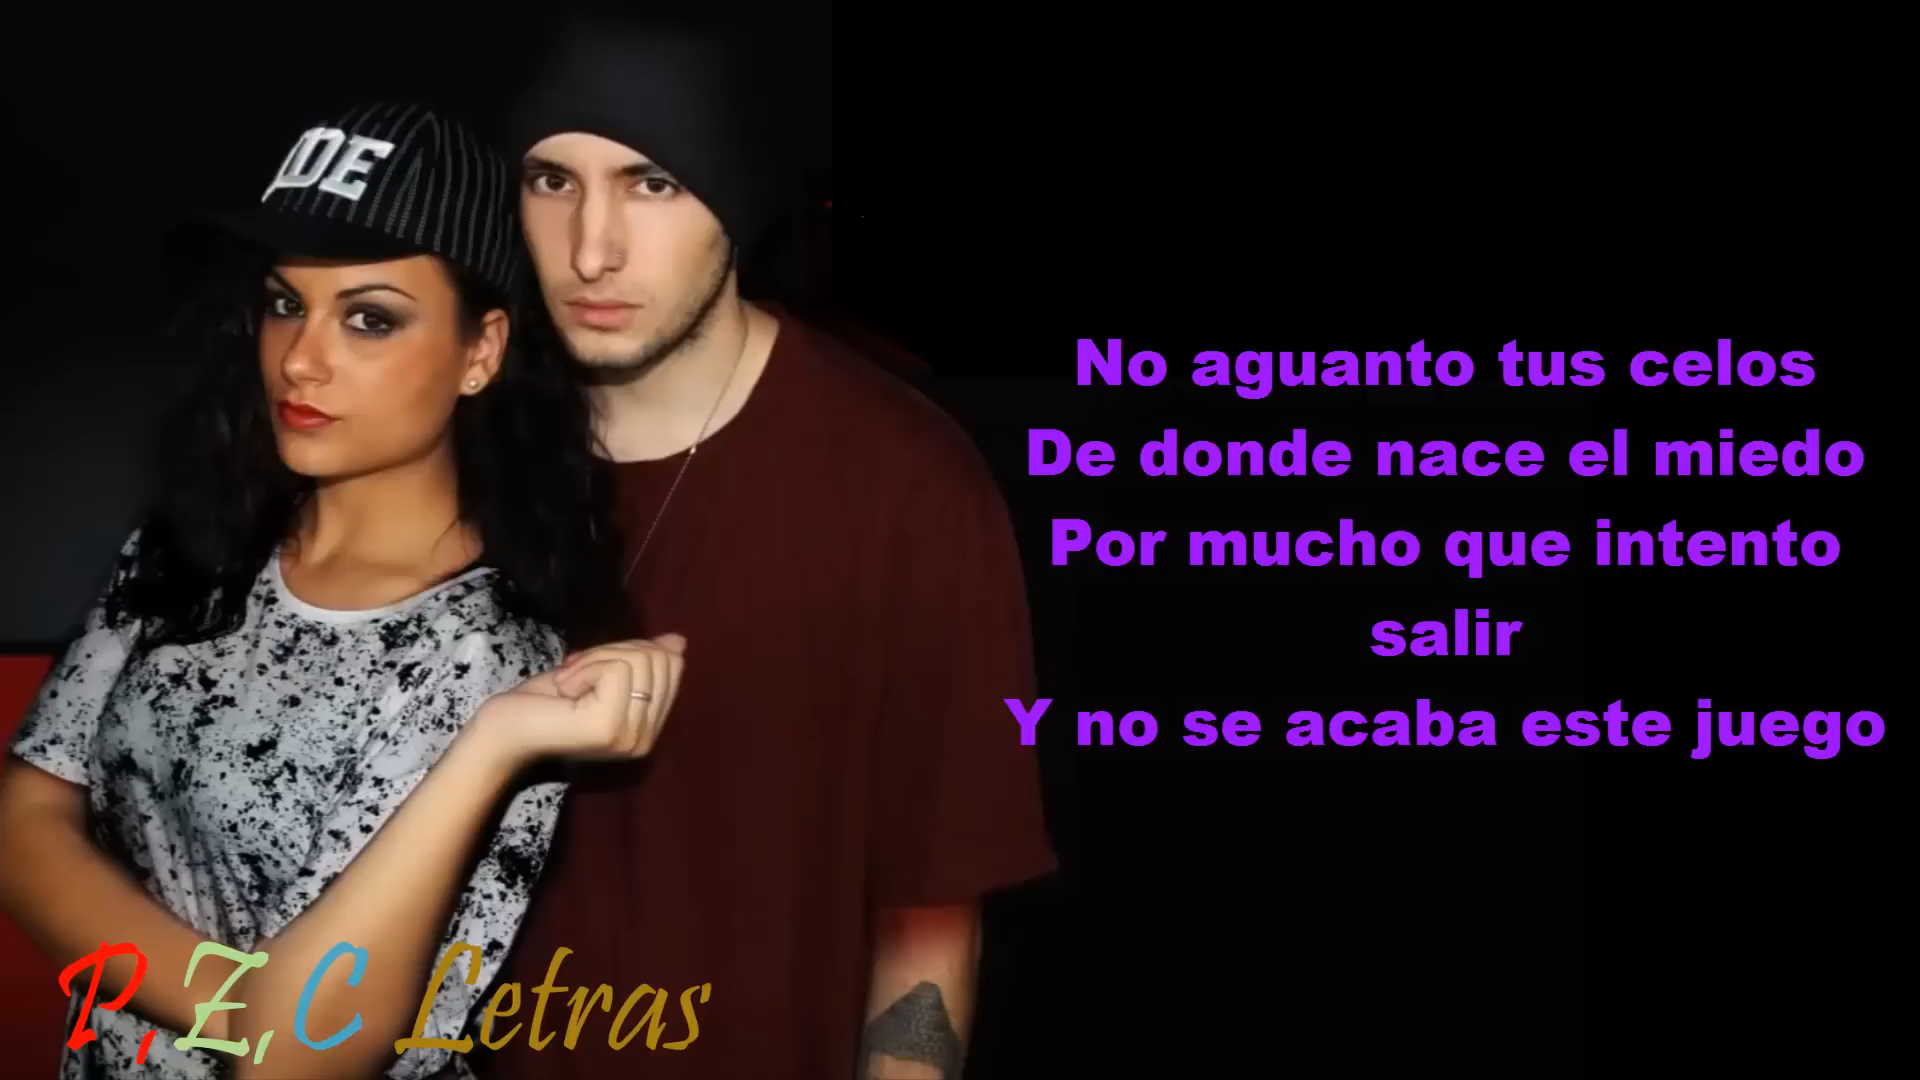 DE
No aguanto tus celos
De donde nace el miedo
Por mucho que intento
salir
Y no se acaba este juego
P,Z,C Letras